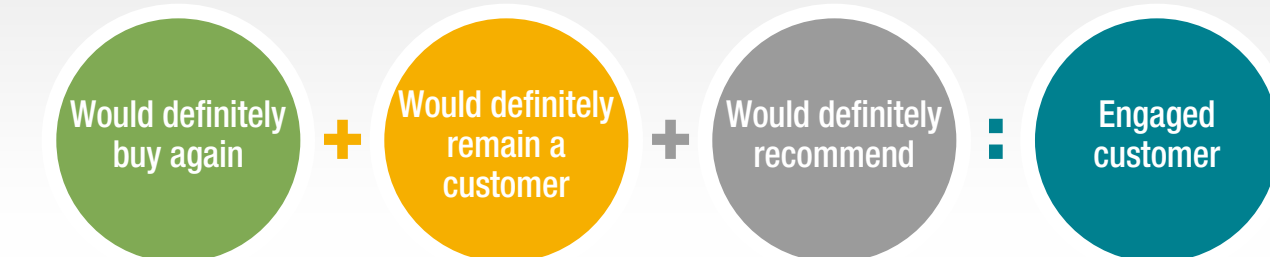 Would definitely
buy again
+
Would definitely
remain a
customer
+
Would definitely
recommend
:
Engaged
customer